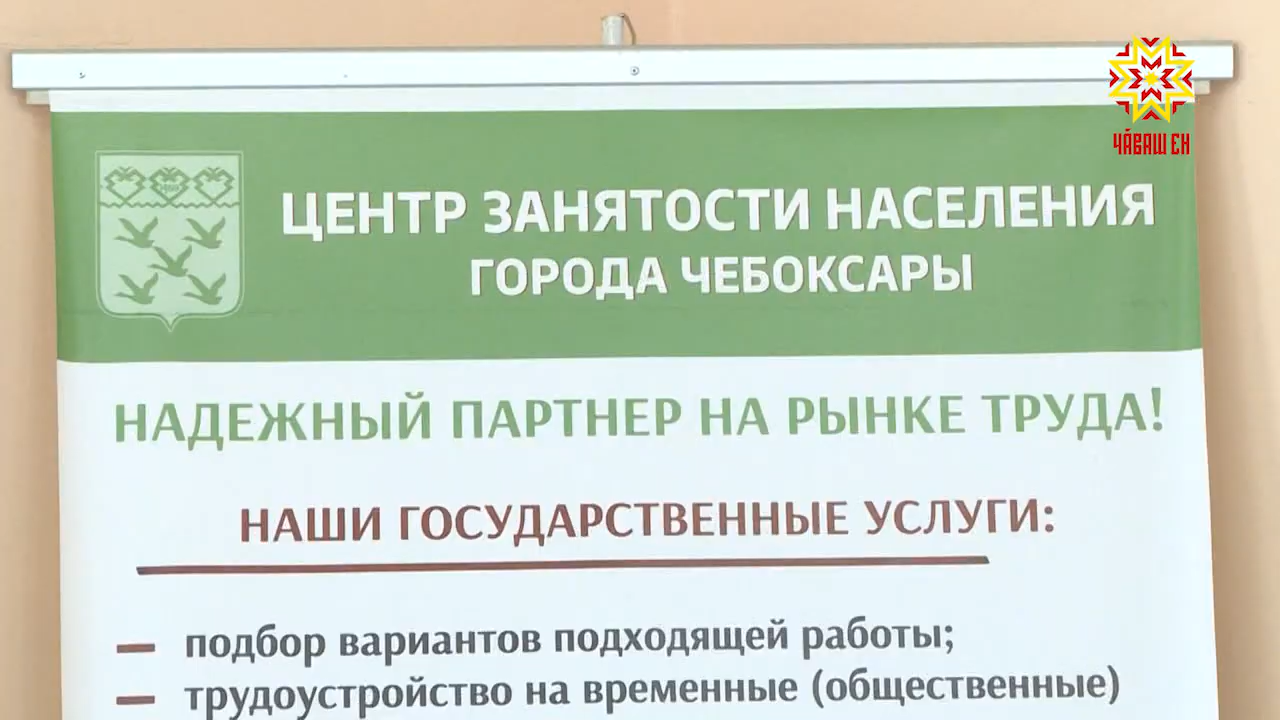 ЧӐВАШ ЕН
ЦЕНТР ЗАНЯТОСТИ НАСЕЛЕНИЯ
ГОРОДА ЧЕБОКСАРЫ
НАДЕЖНЫЙ ПАРТНЕР НА РЫНКЕ ТРУДА!
НАШИ ГОСУДАРСТВЕННЫЕ УСЛУГИ:
— подбор вариантов подходящей работы;
— трудоустройство на временные (общественные)